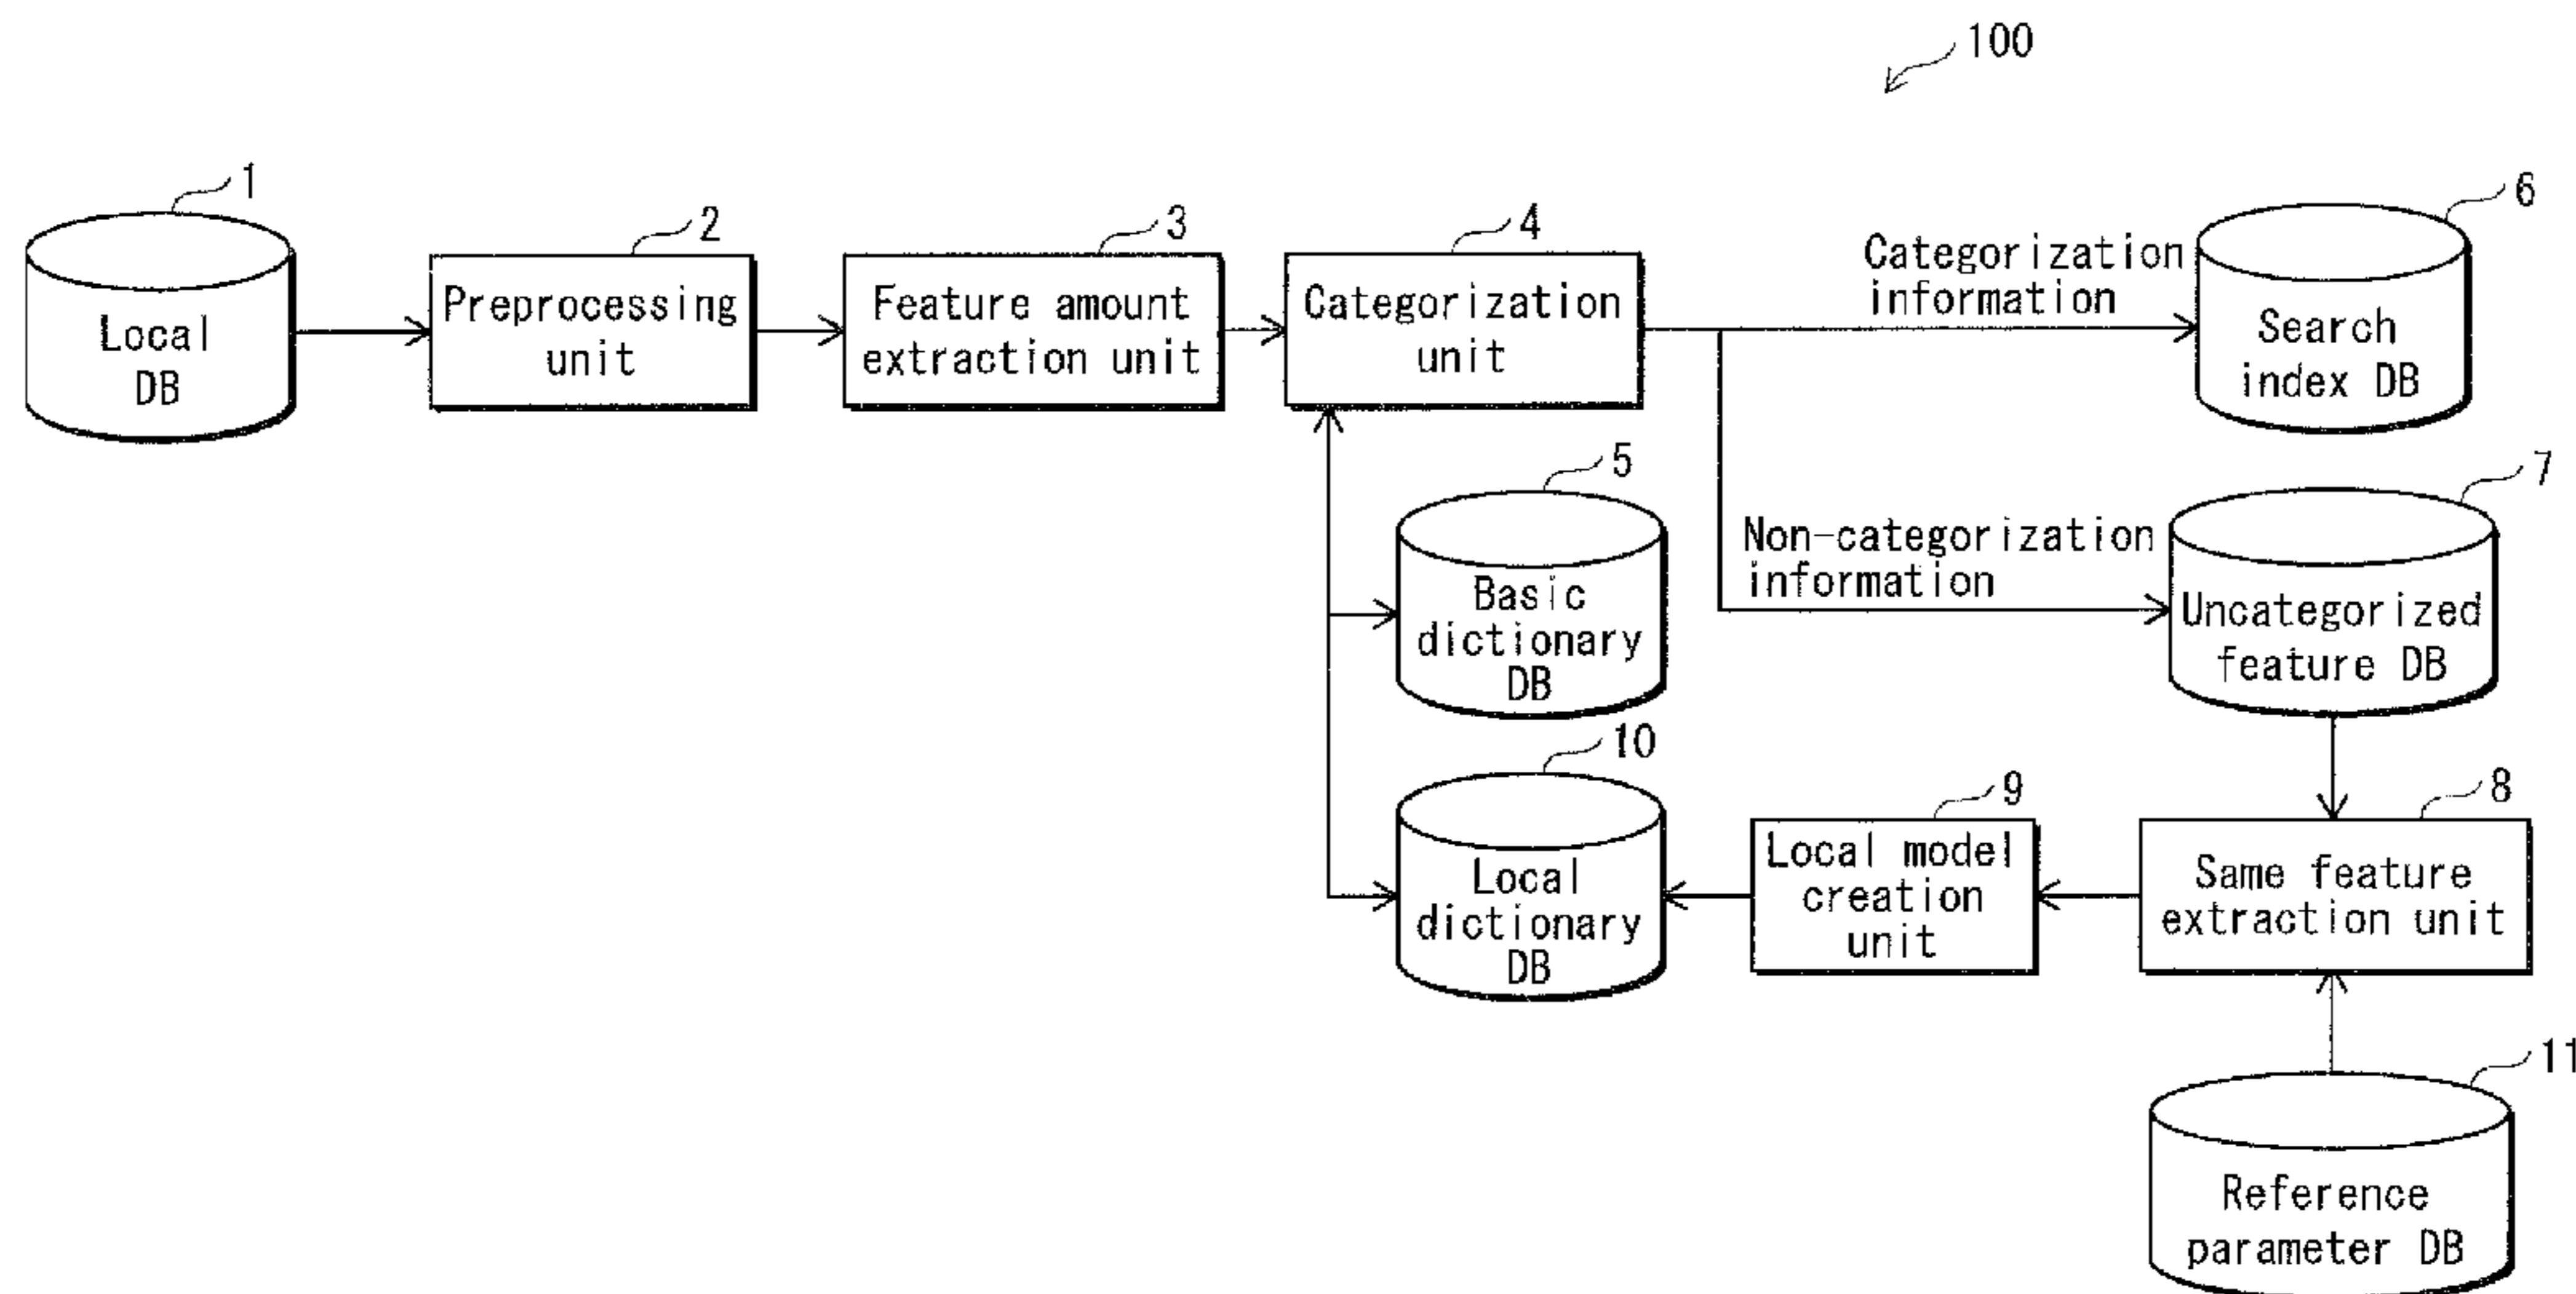 100
1
Local
DB
2
Preprocessing
unit
3
Feature amount
extraction unit
4
Categorization
unit
Categorization
information
6
Search
index DB
5
Basic
dictionary
DB
Non-categorization
information
7
Uncategorized
feature DB
10
Local
dictionary
DB
9
Local model
creation
unit
8
Same feature
extraction unit
11
Reference
parameter DB